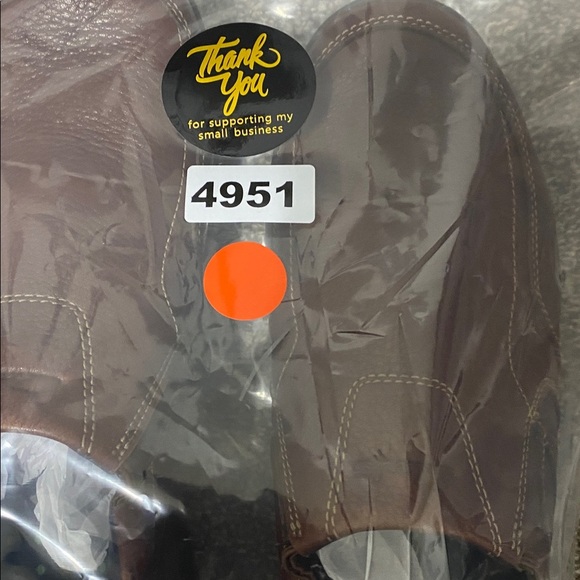 Thank
You
for supporting my
small business
4951